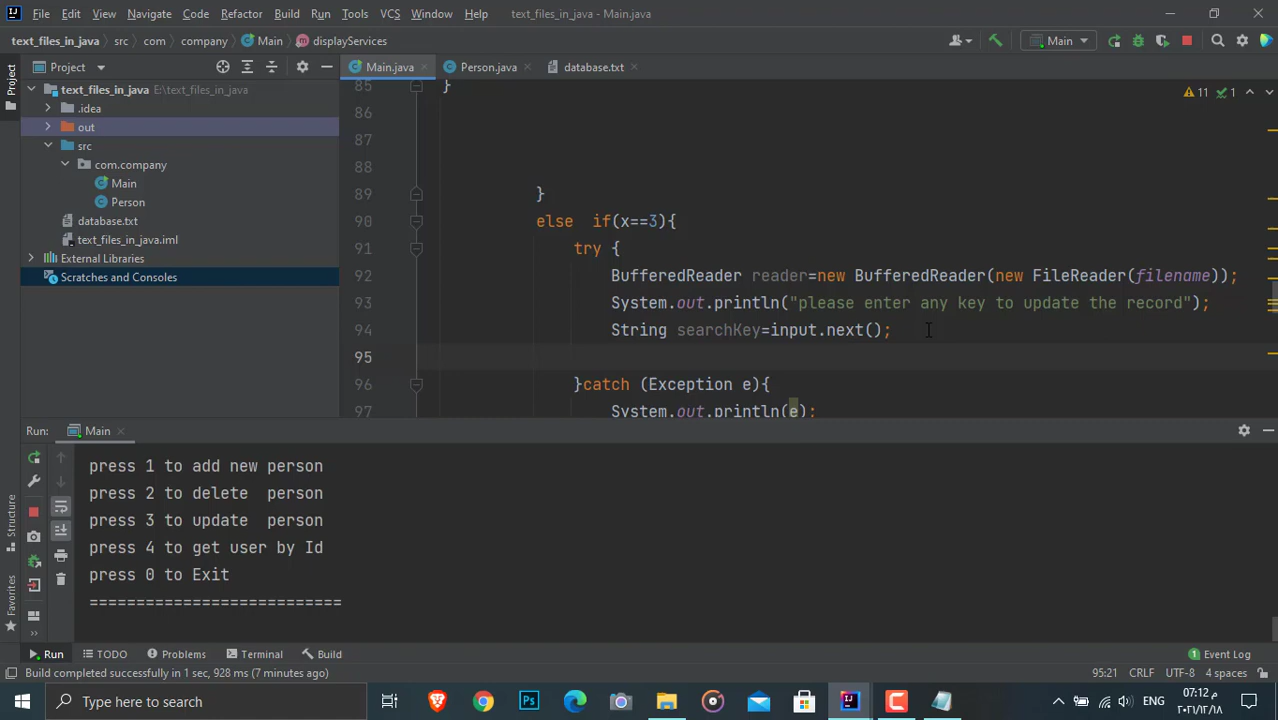 File Edit View Navigate Code Refactor Build Run Tools VCS Window Help text_files_in_java - Main.java
text_files_in_java src com company Main displayServices Main
Project Main.java Person.java database.txt
Project
text_files_in_java E:\text_files_in_java
.idea
out
src
com.company
Main
Person
database.txt
text_files_in_java.iml
External Libraries
Scratches and Consoles
11 1
85 }
86
87
88
89 }
90 else if(x==3){
91 try {
92 BufferedReader reader=new BufferedReader(new FileReader(filename));
93 System.out.println("please enter any key to update the record");
94 String searchKey=input.next();
95
96 }catch (Exception e){
97 System.out.println(e);
Run: Main
press 1 to add new person
press 2 to delete  person
press 3 to update  person
press 4 to get user by Id
press 0 to Exit
===========================
Structure
Favorites
Run TODO Problems Terminal Build 1 Event Log
Build completed successfully in 1 sec, 928 ms (7 minutes ago) 95:21 CRLF UTF-8 4 spaces
Type here to search Ps ENG 07:12 م
٢٠٢١/١٢/١٨